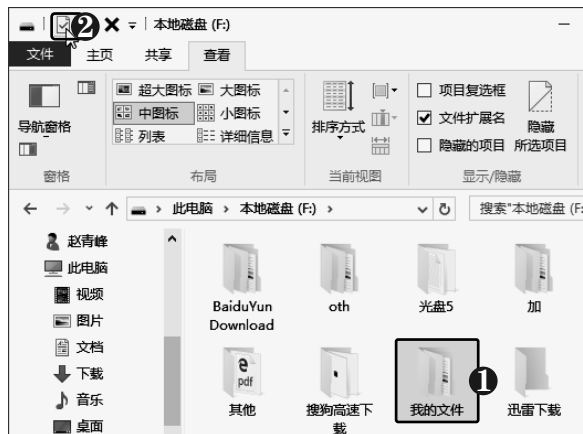 2 本地磁盘 (F:)
文件 主页 共享 查看
超大图标 大图标 项目复选框
中图标 小图标 文件扩展名
导航窗格 列表 详细信息 排序方式 隐藏的项目 隐藏
所选项目
窗格 布局 当前视图 显示/隐藏
此电脑 本地磁盘 (F:) 搜索"本地磁盘 (F:
赵青峰
此电脑
视频
图片
文档
下载
音乐
桌面
BaiduYun
Download
oth
光盘5
加
e
pdf
其他
搜狗高速下
载
我的文件
1
迅雷下载